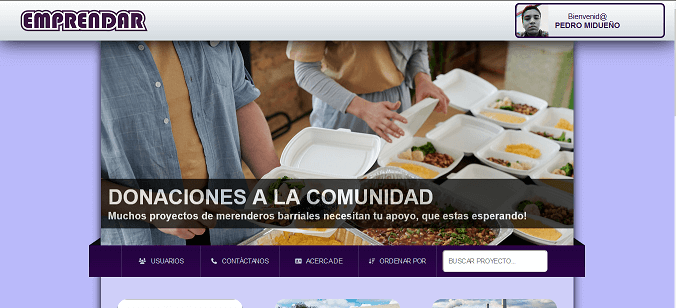 EMPRENDAR
Bienvenid@
PEDRO MIDUEÑO
DONACIONES A LA COMUNIDAD
Muchos proyectos de merenderos barriales necesitan tu apoyo, que estas esperando!
USUARIOS
CONTÁCTANOS
ACERCA DE
ORDENAR POR
BUSCAR PROYECTO...